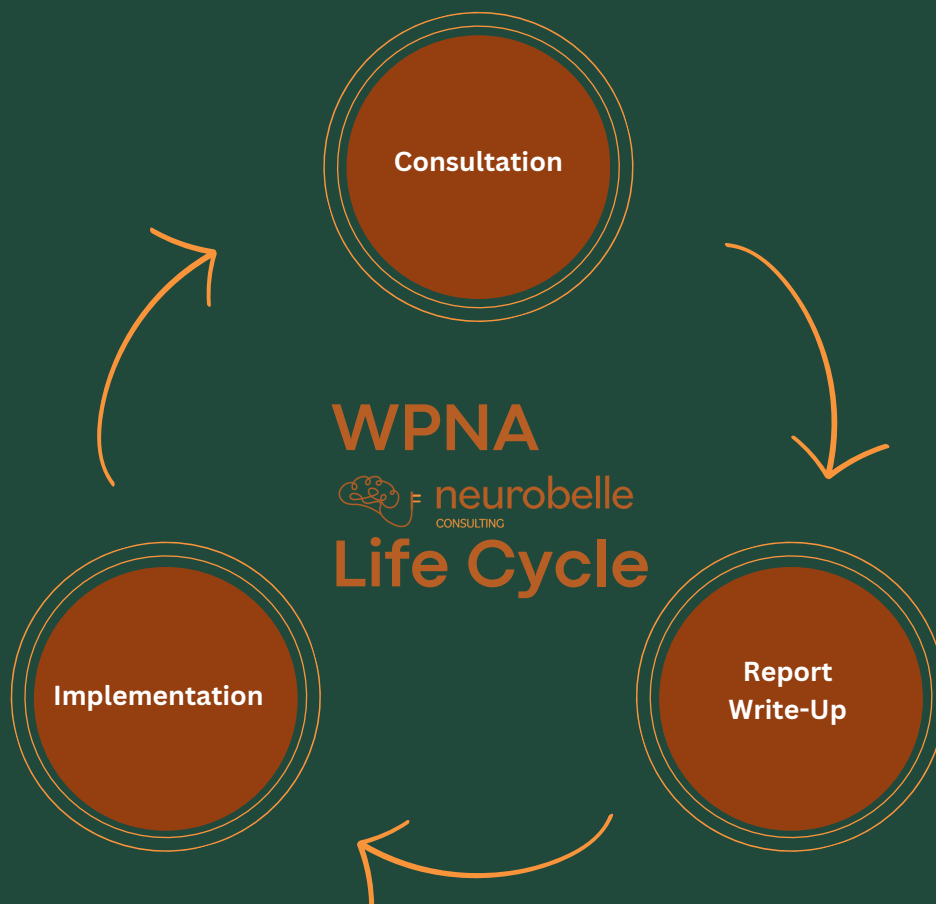 Consultation
WPNA
neurobelle
CONSULTING
Life Cycle
Implementation
Report
Write-Up